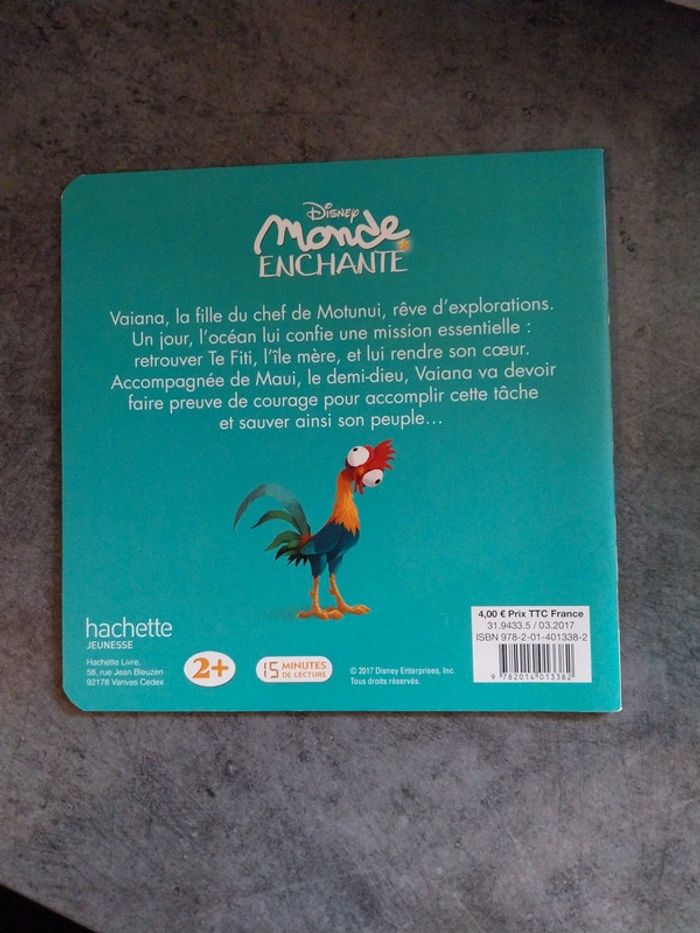 Disney
Monde
ENCHANTE
Vaiana, la fille du chef de Motunui, rêve d'explorations.
Un jour, l'océan lui confie une mission essentielle :
retrouver Te Fiti, l'île mère, et lui rendre son cœur.
Accompagnée de Maui, le demi-dieu, Vaiana va devoir
faire preuve de courage pour accomplir cette tâche
et sauver ainsi son peuple...
hachette
JEUNESSE
Hachette Livre,
58, rue Jean Bleuzen
92178 Vanves Cedex
2+
15 MINUTES
DE LECTURE
© 2017 Disney Enterprises, Inc.
Tous droits réservés.
4,00 € Prix TTC France
31.9433.5 / 03.2017
ISBN 978-2-01-401338-2
9 782014 013382